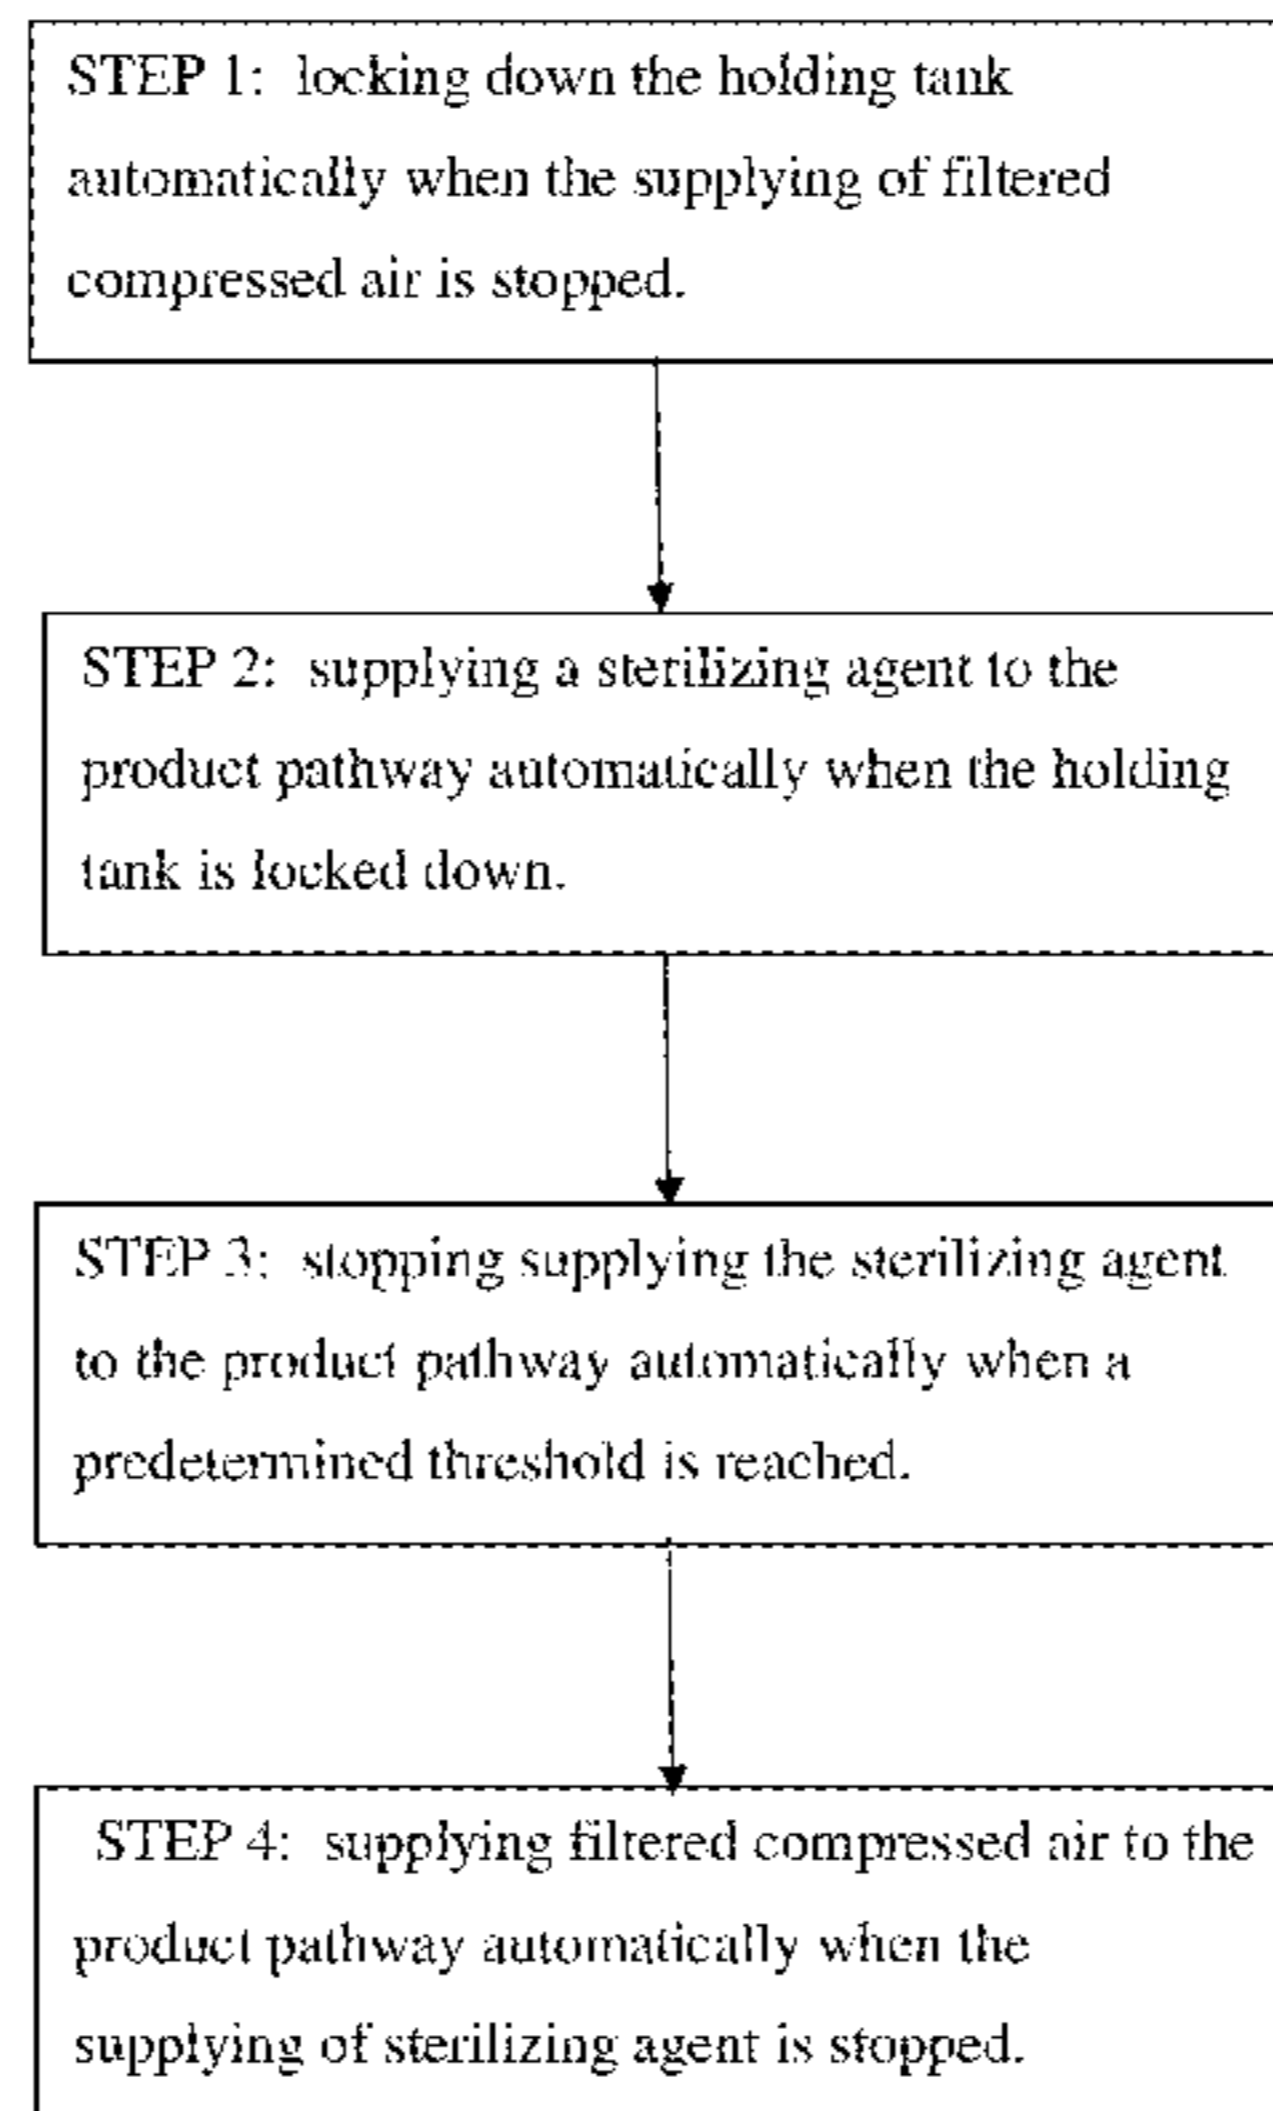 STEP 1: locking down the holding tank
automatically when the supplying of filtered
compressed air is stopped.
STEP 2: supplying a sterilizing agent to the
product pathway automatically when the holding
tank is locked down.
STEP 3: stopping supplying the sterilizing agent
to the product pathway automatically when a
predetermined threshold is reached.
STEP 4: supplying filtered compressed air to the
product pathway automatically when the
supplying of sterilizing agent is stopped.